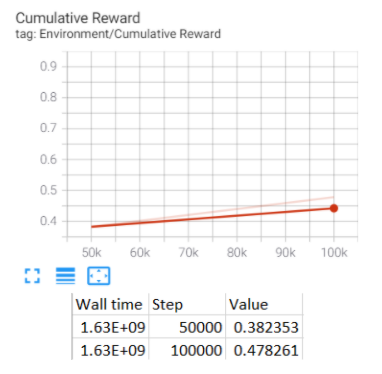 Cumulative Reward
tag: Environment/Cumulative Reward
0.9
0.8
0.7
0.6
0.5
0.4
50k 60k 70k 80k 90k 100k
Wall time Step Value
1.63E+09 50000 0.382353
1.63E+09 100000 0.478261